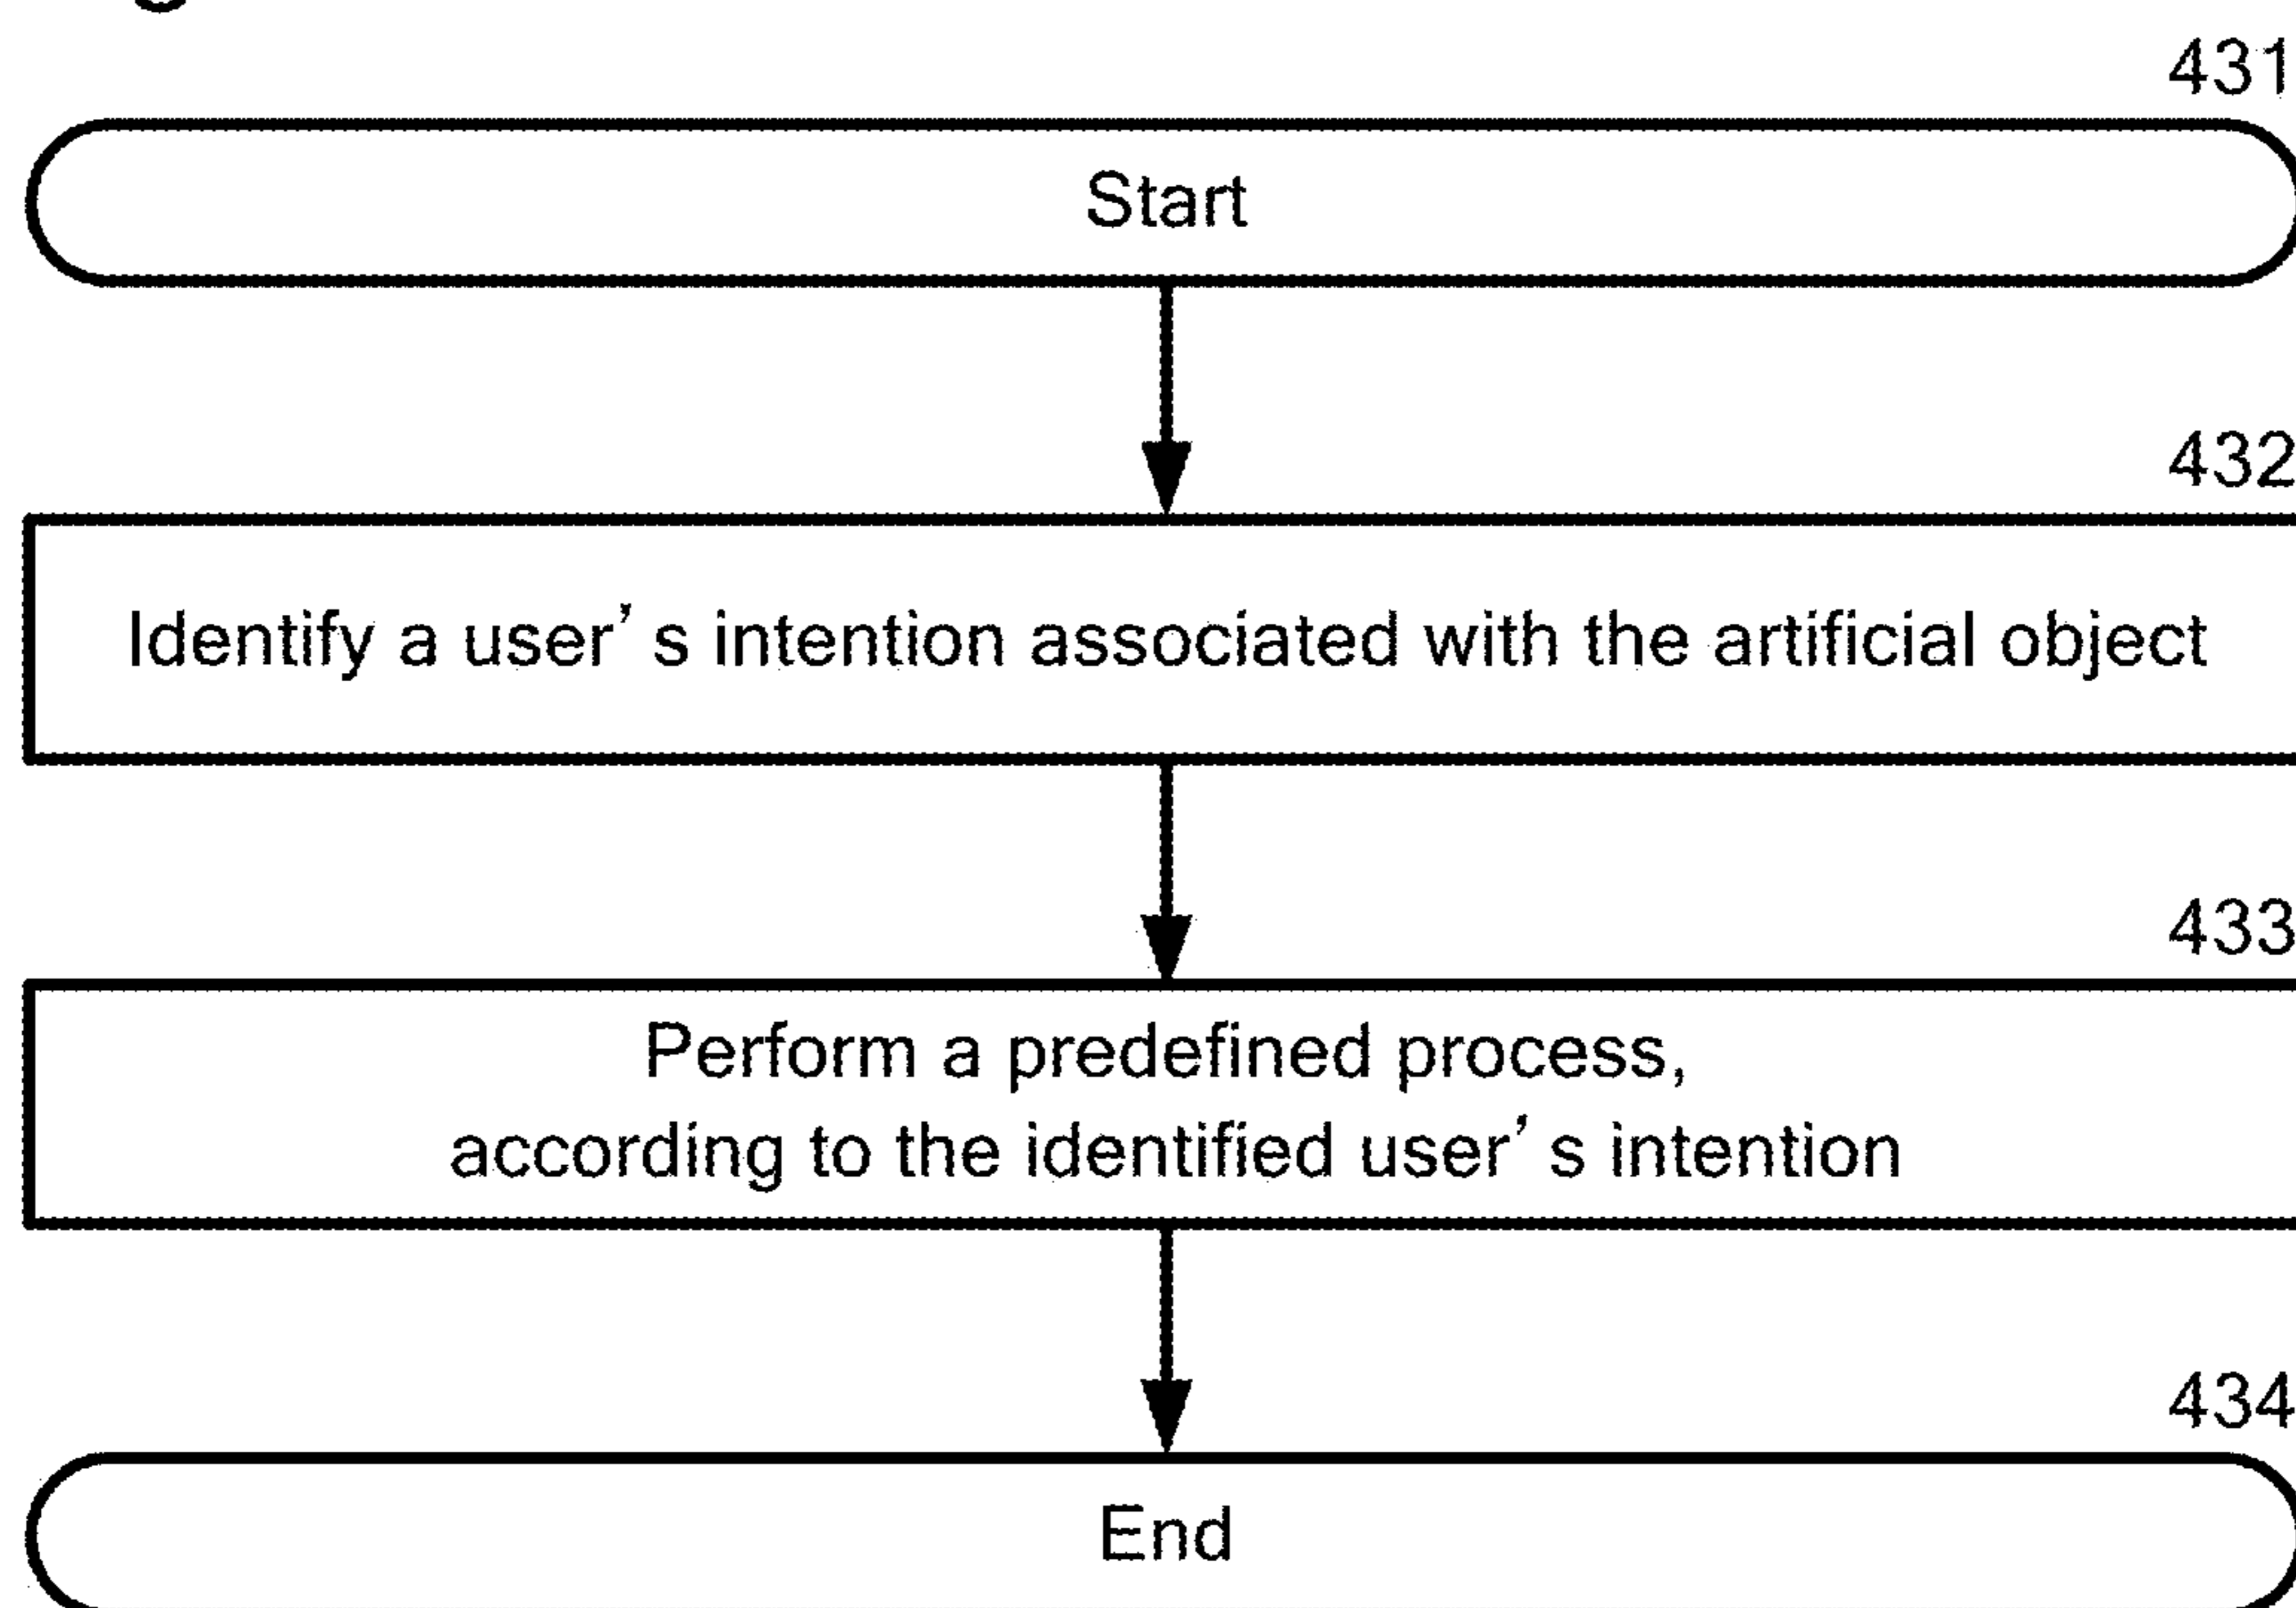 431
Start
432
Identify a user’s intention associated with the artificial object
433
Perform a predefined process,
according to the identified user’s intention
434
End